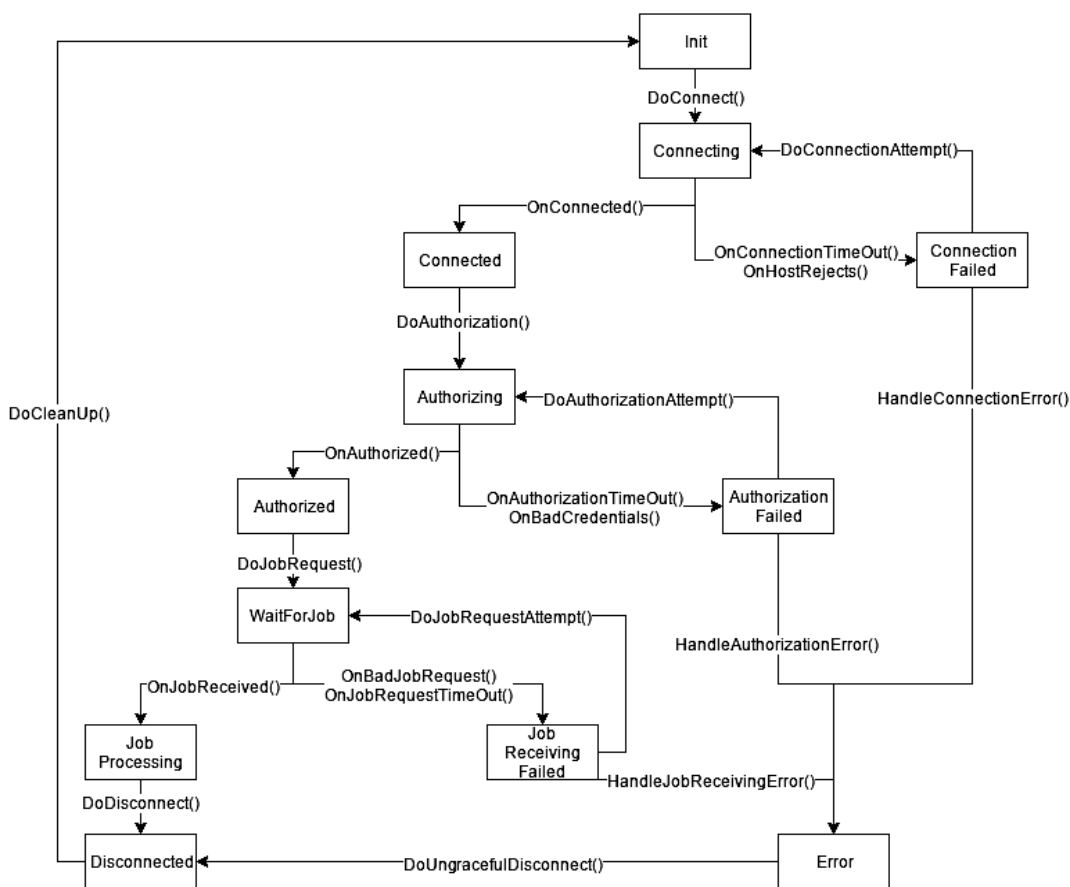 Init
DoConnect()
Connecting
DoConnectionAttempt()
OnConnected()
Connected
OnConnectionTimeOut()
OnHostRejects()
Connection
Failed
DoAuthorization()
Authorizing
DoAuthorizationAttempt()
HandleConnectionError()
DoCleanUp()
OnAuthorized()
Authorized
OnAuthorizationTimeOut()
OnBadCredentials()
Authorization
Failed
DoJobRequest()
WaitForJob
DoJobRequestAttempt()
HandleAuthorizationError()
OnJobReceived()
OnBadJobRequest()
OnJobRequestTimeOut()
Job
Processing
Job
Receiving
Failed
HandleJobReceivingError()
DoDisconnect()
Disconnected
DoUngracefulDisconnect()
Error